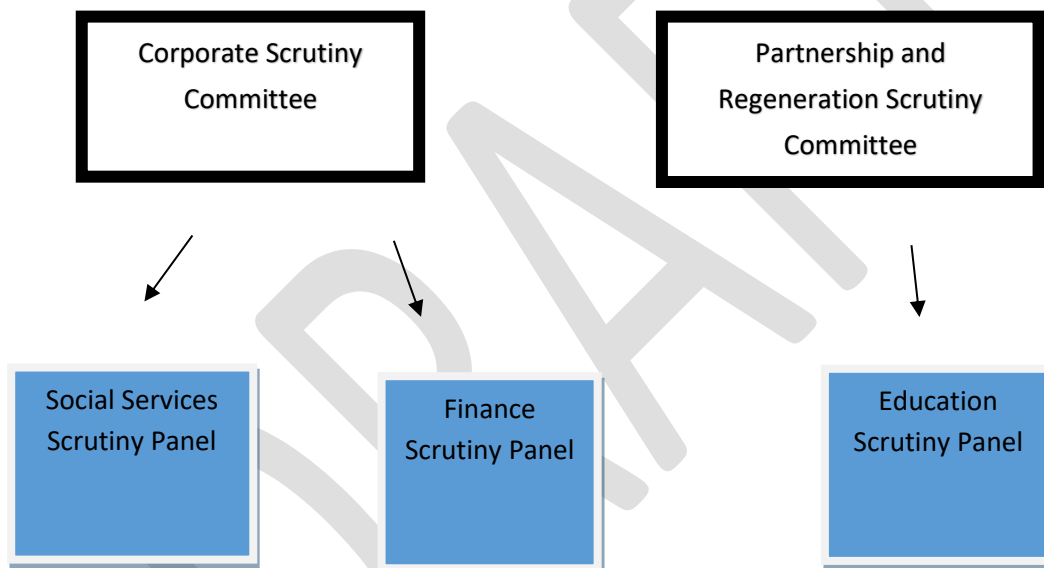 Corporate Scrutiny
Committee
Partnership and
Regeneration Scrutiny
Committee
Social Services
Scrutiny Panel
Finance
Scrutiny Panel
Education
Scrutiny Panel